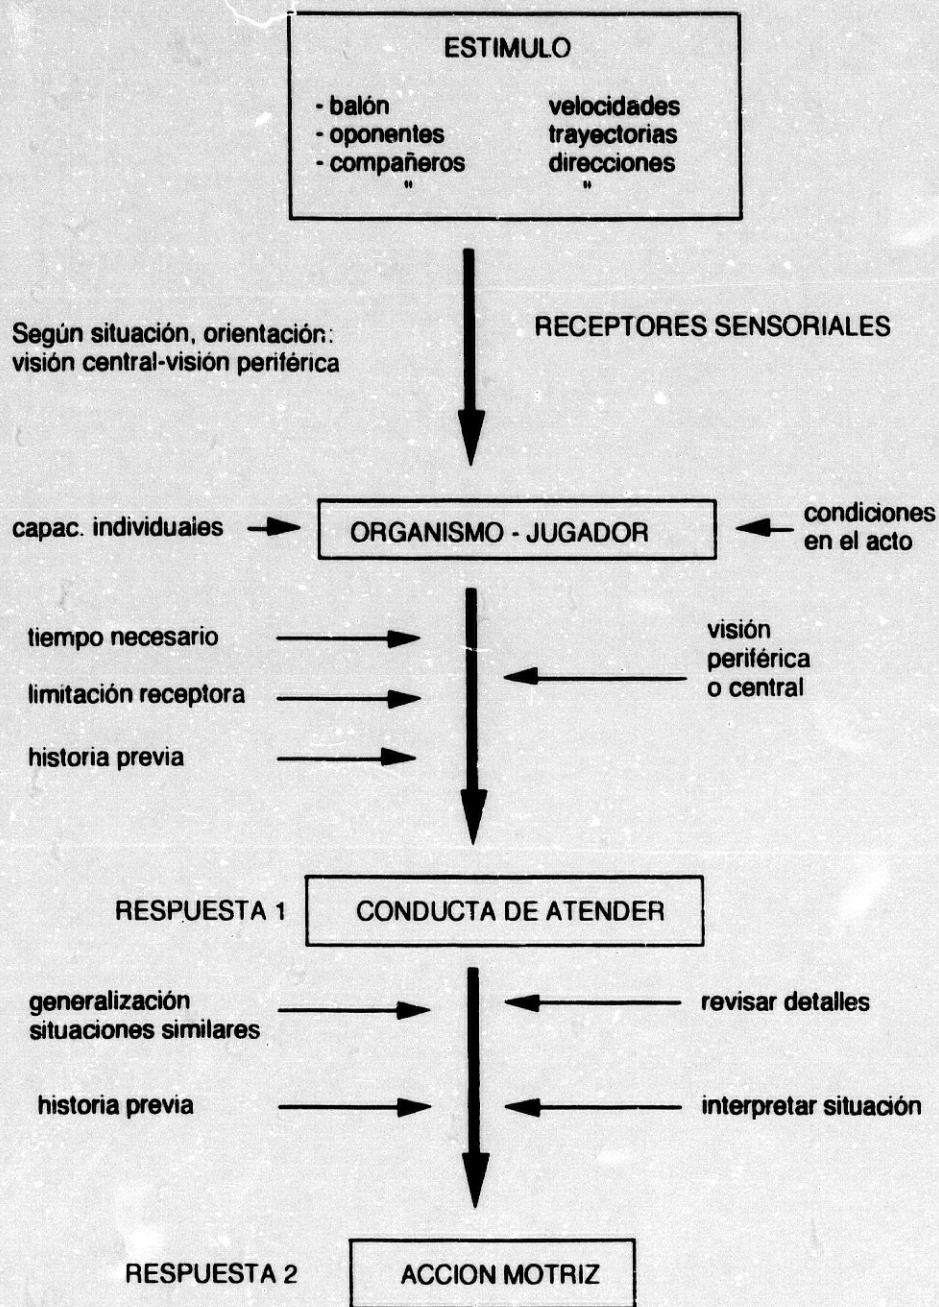 ESTIMULO
- balón velocidades
- oponentes trayectorias
- compañeros direcciones
" "
Según situación, orientación:
visión central-visión periférica
RECEPTORES SENSORIALES
capac. individuales
ORGANISMO - JUGADOR
condiciones
en el acto
tiempo necesario
limitación receptora
historia previa
visión
periférica
o central
RESPUESTA 1
CONDUCTA DE ATENDER
generalización
situaciones similares
revisar detalles
historia previa
interpretar situación
RESPUESTA 2
ACCION MOTRIZ